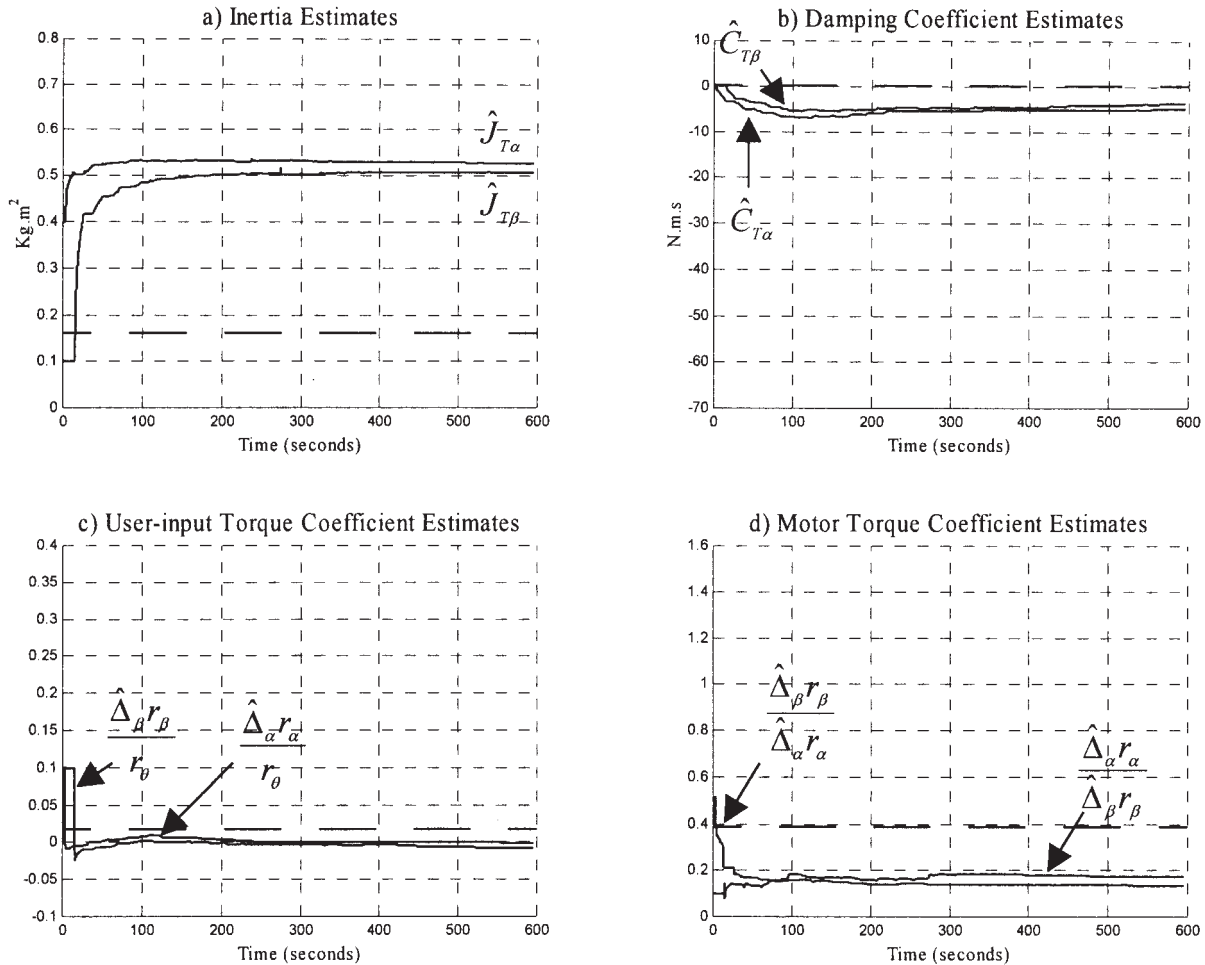 a) Inertia Estimates
0.8
0.7
0.6
0.5
0.4
0.3
0.2
0.1
0
Kg.m²
Ĵ_Tα
Ĵ_Tβ
0 100 200 300 400 500 600
Time (seconds)
b) Damping Coefficient Estimates
10
0
-10
-20
-30
-40
-50
-60
-70
N.m.s
Ĉ_Tβ
Ĉ_Tα
0 100 200 300 400 500 600
Time (seconds)
c) User-input Torque Coefficient Estimates
0.4
0.35
0.3
0.25
0.2
0.15
0.1
0.05
0
-0.05
-0.1
Δ̂_β r_β
r_θ
Δ̂_α r_α
r_θ
0 100 200 300 400 500 600
Time (seconds)
d) Motor Torque Coefficient Estimates
1.6
1.4
1.2
1
0.8
0.6
0.4
0.2
0
Δ̂_β r_β
Δ̂_α r_α
Δ̂_α r_α
Δ̂_β r_β
0 100 200 300 400 500 600
Time (seconds)